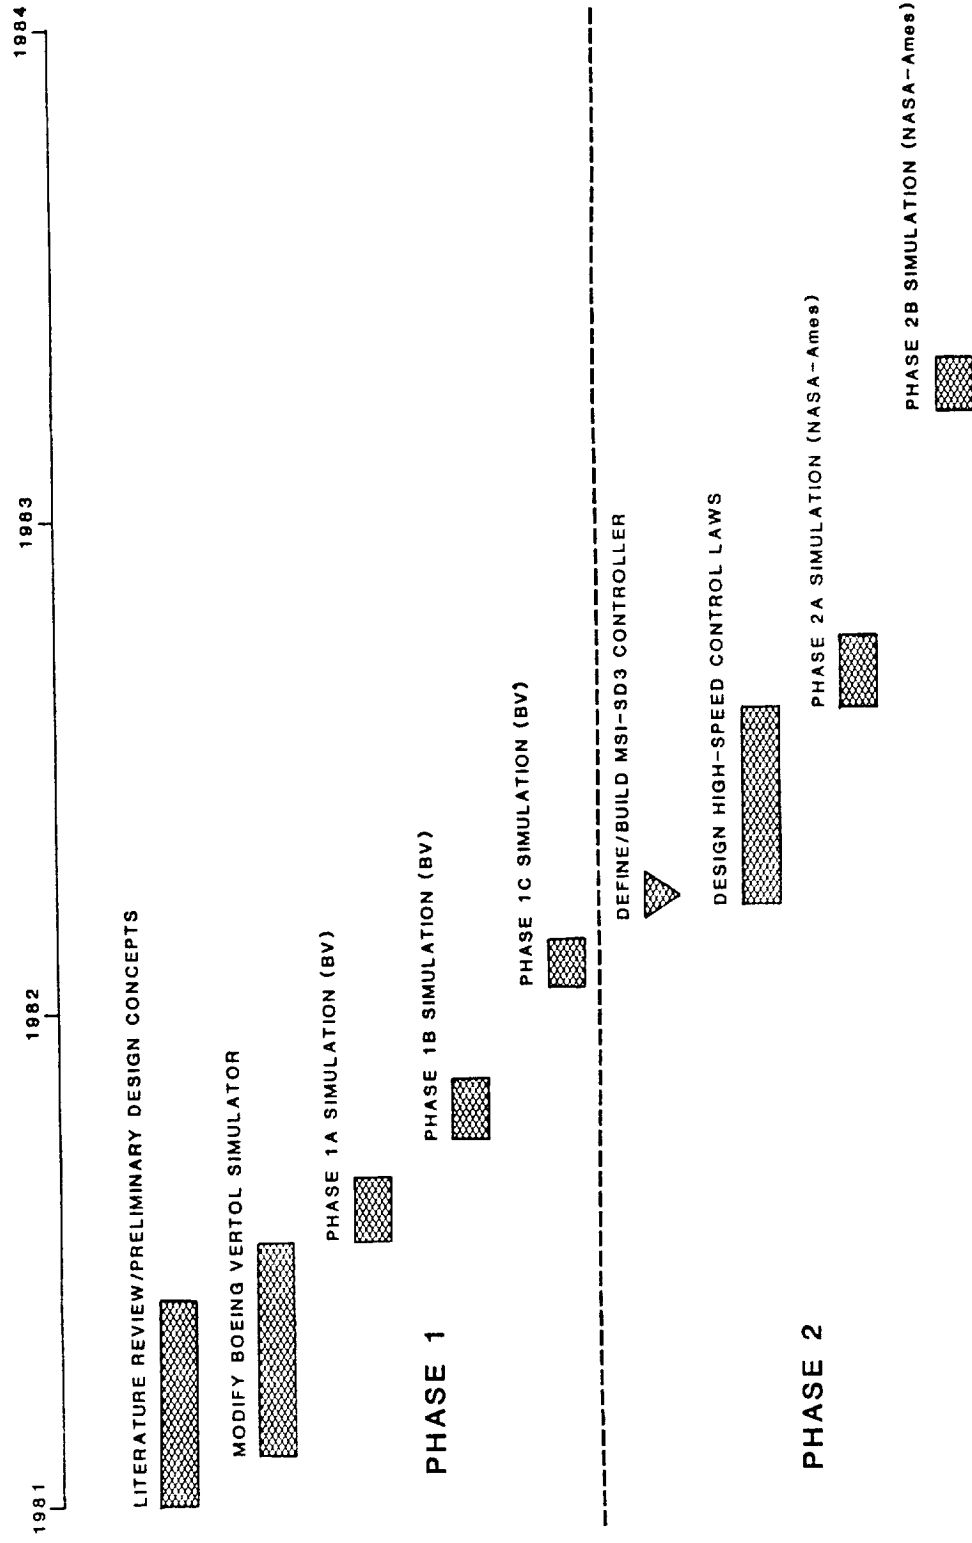 1981
1982
1983
1984
LITERATURE REVIEW/PRELIMINARY DESIGN CONCEPTS
MODIFY BOEING VERTOL SIMULATOR
PHASE 1A SIMULATION (BV)
PHASE 1B SIMULATION (BV)
PHASE 1C SIMULATION (BV)
PHASE 1
DEFINE/BUILD MSI-SD3 CONTROLLER
DESIGN HIGH-SPEED CONTROL LAWS
PHASE 2A SIMULATION (NASA-Ames)
PHASE 2B SIMULATION (NASA-Ames)
PHASE 2